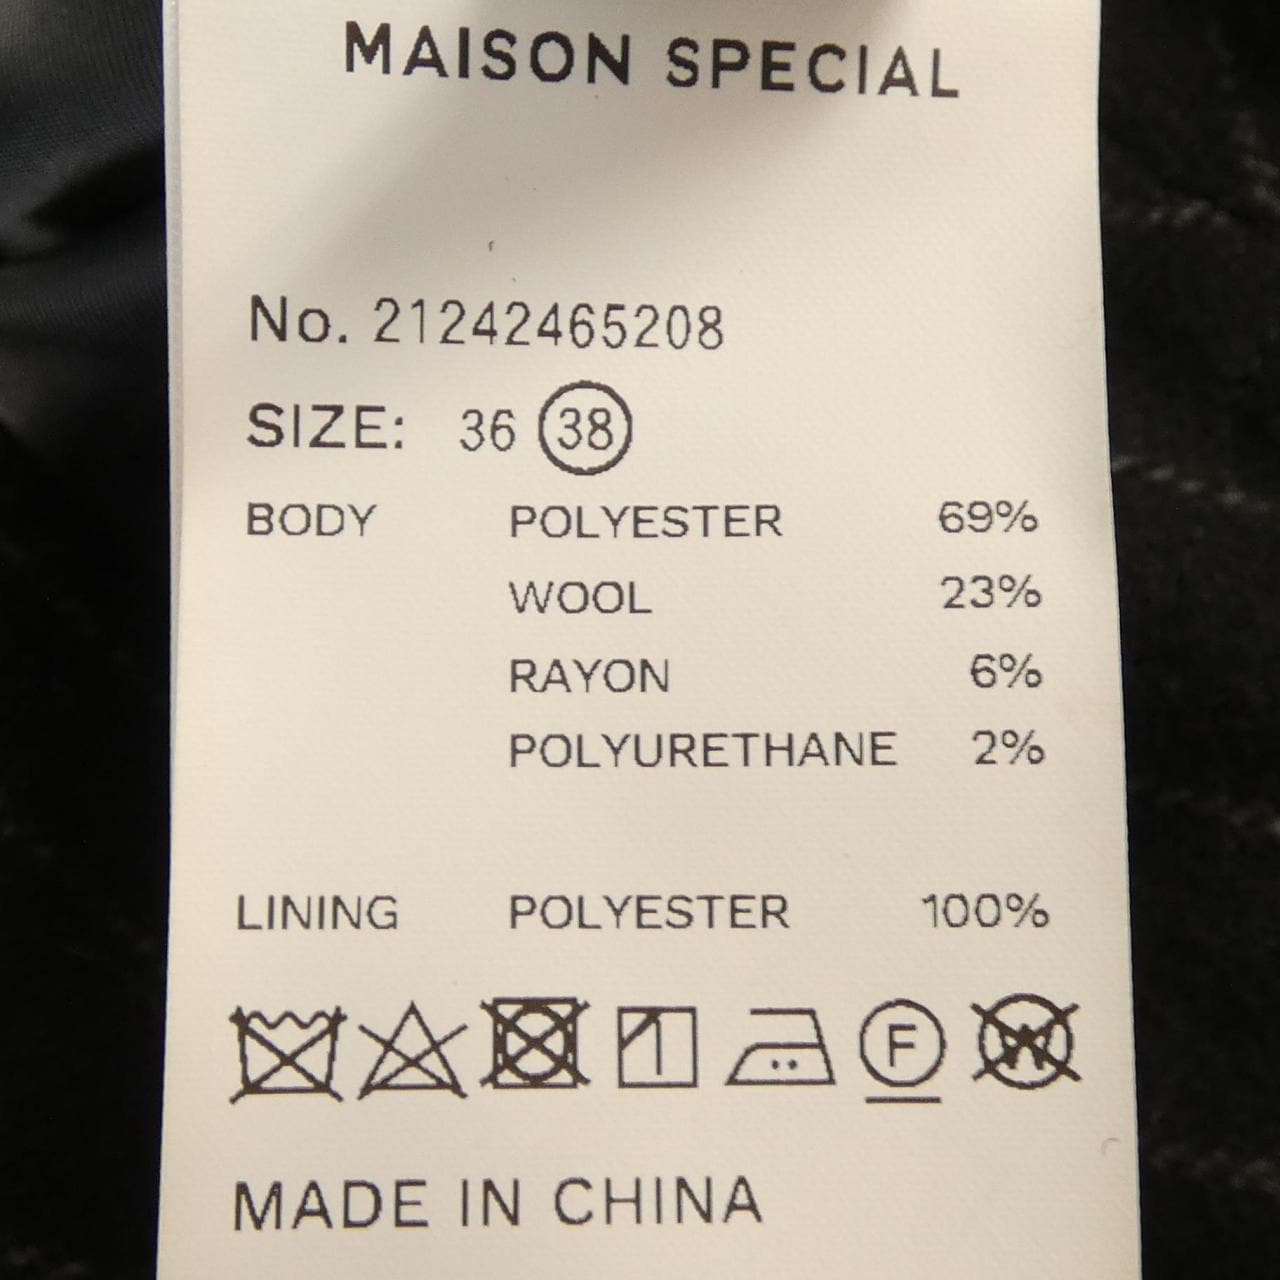 MAISON SPECIAL
No. 21242465208
SIZE: 36 38
BODY POLYESTER 69%
WOOL 23%
RAYON 6%
POLYURETHANE 2%
LINING POLYESTER 100%
F W
MADE IN CHINA